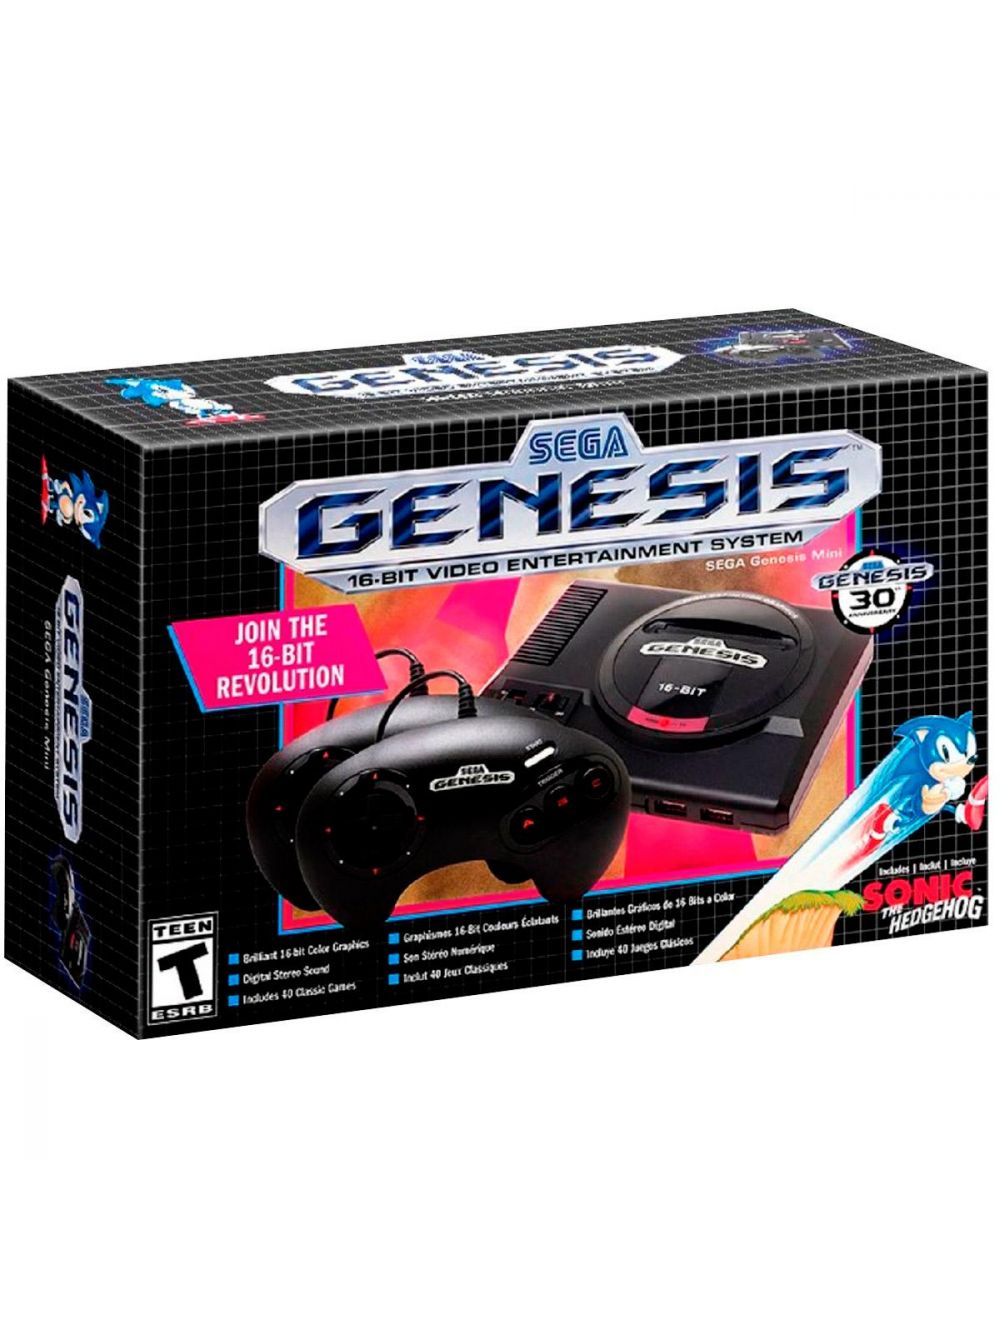 GENESIS
SEGA
GENESIS™
16-BIT VIDEO ENTERTAINMENT SYSTEM
SEGA Genesis Mini
SEGA
GENESIS
30TH
ANNIVERSARY
JOIN THE
16-BIT
REVOLUTION
SEGA
GENESIS
16-BIT
START
TRIGGER
SEGA
GENESIS
A
B
C
GENESIS
SEGA Genesis Mini
Includes | Inclut | Incluye
SONIC
THE
HEDGEHOG
TEEN
T
ESRB
Brilliant 16-bit Color Graphics
Digital Stereo Sound
Includes 40 Classic Games
Graphismes 16-Bit Couleurs Éclatants
Son Stéréo Numérique
Inclut 40 Jeux Classiques
Brillantes Gráficos de 16 Bits a Color
Sonido Estéreo Digital
Incluye 40 Juegos Clásicos